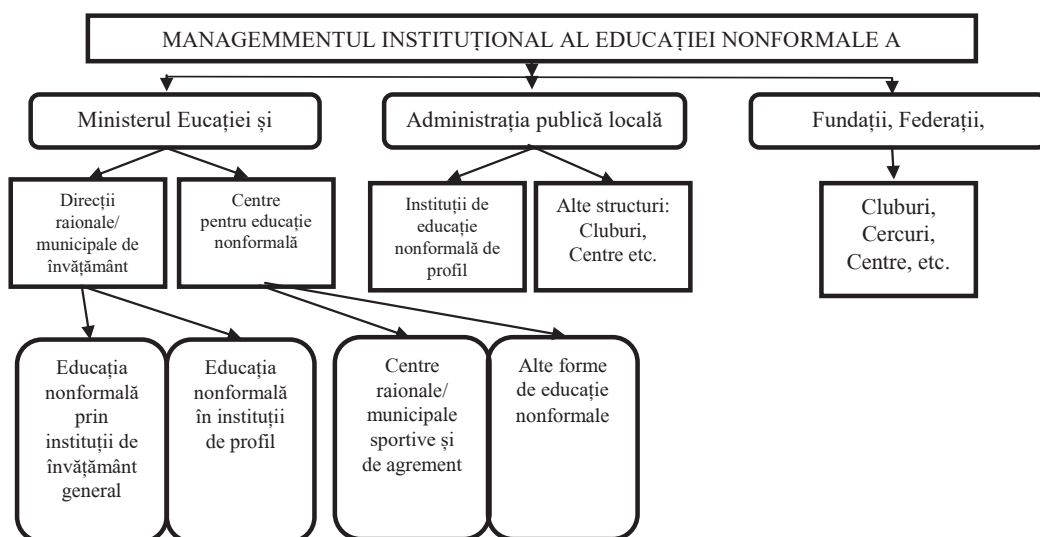 MANAGEMMENTUL INSTITUȚIONAL AL EDUCAȚIEI NONFORMALE A
Ministerul Eucației și
Administrația publică locală
Fundații, Federații,
Direcții
raionale/
municipale de
învățământ
Centre
pentru educație
nonformală
Instituții de
educație
nonformală de
profil
Alte structuri:
Cluburi,
Centre etc.
Cluburi,
Cercuri,
Centre, etc.
Educația
nonformală
prin
instituții de
învățământ
general
Educația
nonformală
în instituții
de profil
Centre
raionale/
municipale
sportive și
de agrement
Alte forme
de educație
nonformale